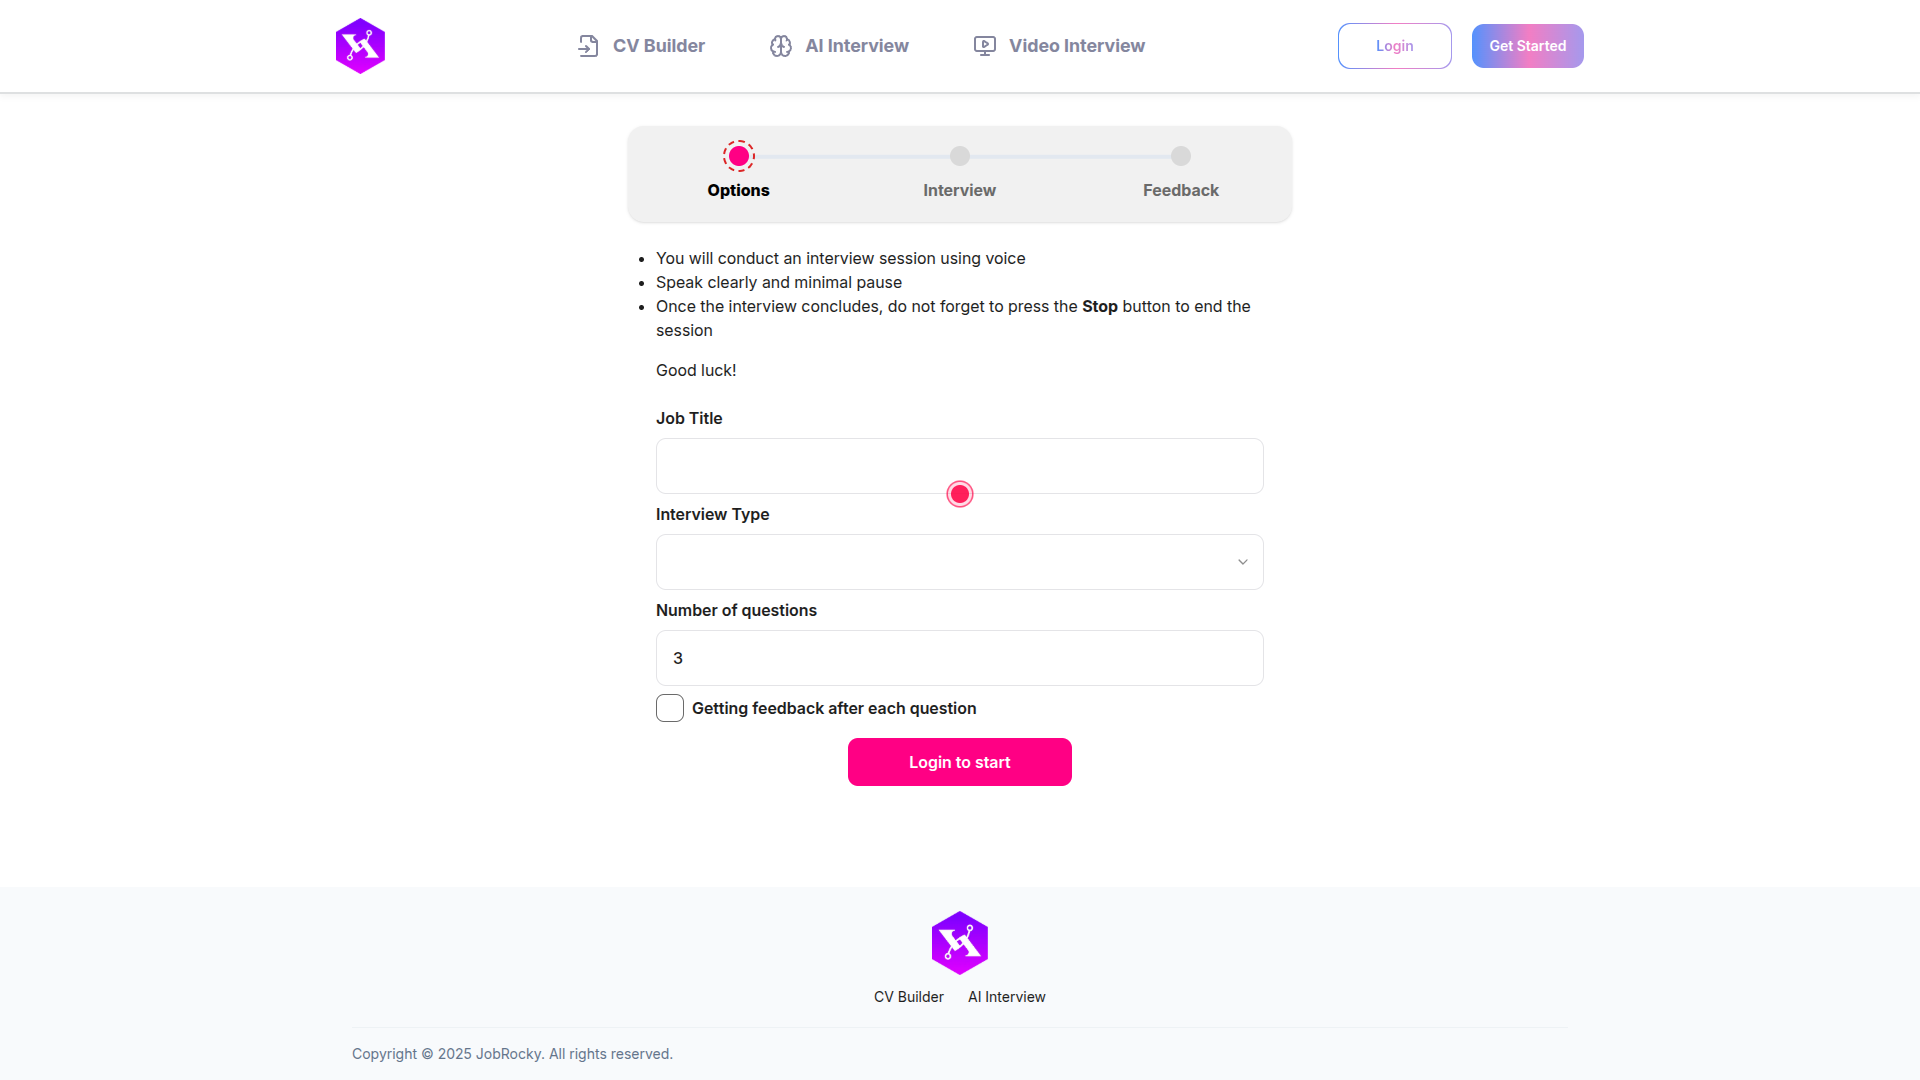 CV Builder
AI Interview
Video Interview
Login
Get Started
Options
Interview
Feedback
You will conduct an interview session using voice
Speak clearly and minimal pause
Once the interview concludes, do not forget to press the Stop button to end the
session
Good luck!
Job Title
Interview Type
Number of questions
3
Getting feedback after each question
Login to start
CV Builder
AI Interview
Copyright © 2025 JobRocky. All rights reserved.